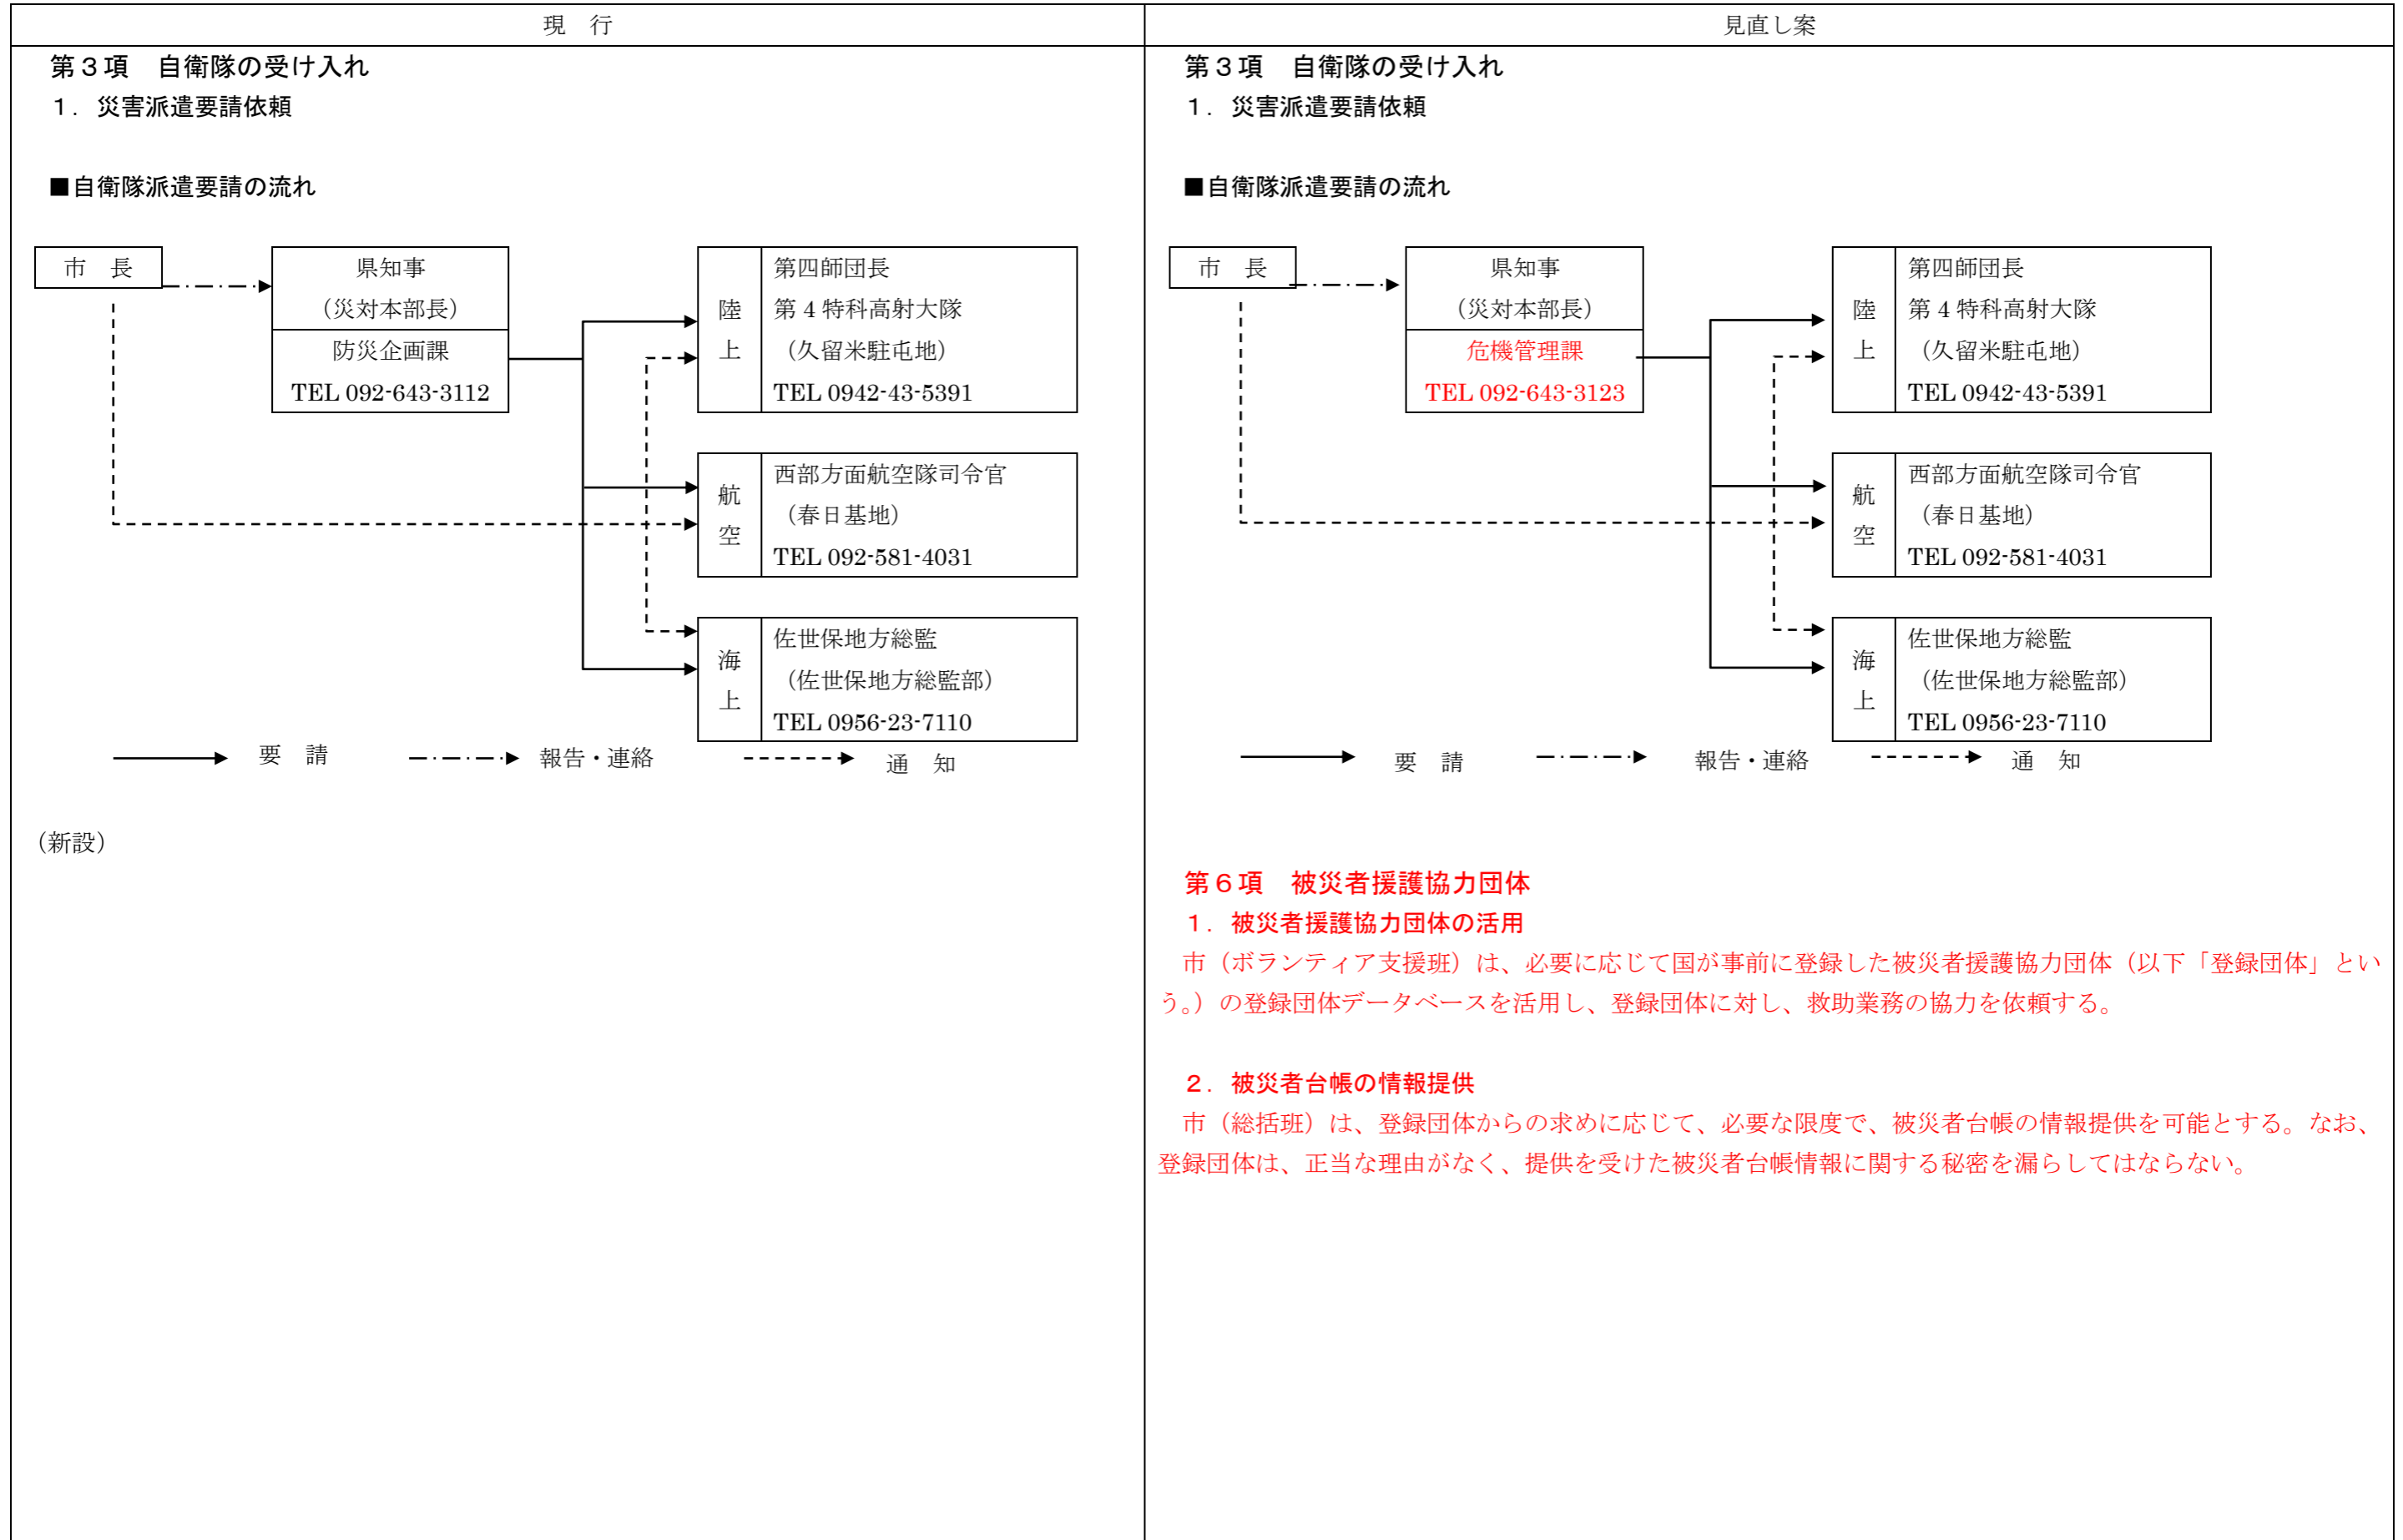 現　行
第３項　自衛隊の受け入れ
１．災害派遣要請依頼
■自衛隊派遣要請の流れ
市　長
県知事
（災対本部長）
防災企画課
TEL 092-643-3112
陸上
第四師団長
第 4 特科高射大隊
（久留米駐屯地）
TEL 0942-43-5391
航空
西部方面航空隊司令官
（春日基地）
TEL 092-581-4031
海上
佐世保地方総監
（佐世保地方総監部）
TEL 0956-23-7110
要　請
報告・連絡
通　知
（新設）
見直し案
第３項　自衛隊の受け入れ
１．災害派遣要請依頼
■自衛隊派遣要請の流れ
市　長
県知事
（災対本部長）
危機管理課
TEL 092-643-3123
陸上
第四師団長
第 4 特科高射大隊
（久留米駐屯地）
TEL 0942-43-5391
航空
西部方面航空隊司令官
（春日基地）
TEL 092-581-4031
海上
佐世保地方総監
（佐世保地方総監部）
TEL 0956-23-7110
要　請
報告・連絡
通　知
第６項　被災者援護協力団体
１．被災者援護協力団体の活用
市（ボランティア支援班）は、必要に応じて国が事前に登録した被災者援護協力団体（以下「登録団体」とい
う。）の登録団体データベースを活用し、登録団体に対し、救助業務の協力を依頼する。
２．被災者台帳の情報提供
市（総括班）は、登録団体からの求めに応じて、必要な限度で、被災者台帳の情報提供を可能とする。なお、
登録団体は、正当な理由がなく、提供を受けた被災者台帳情報に関する秘密を漏らしてはならない。